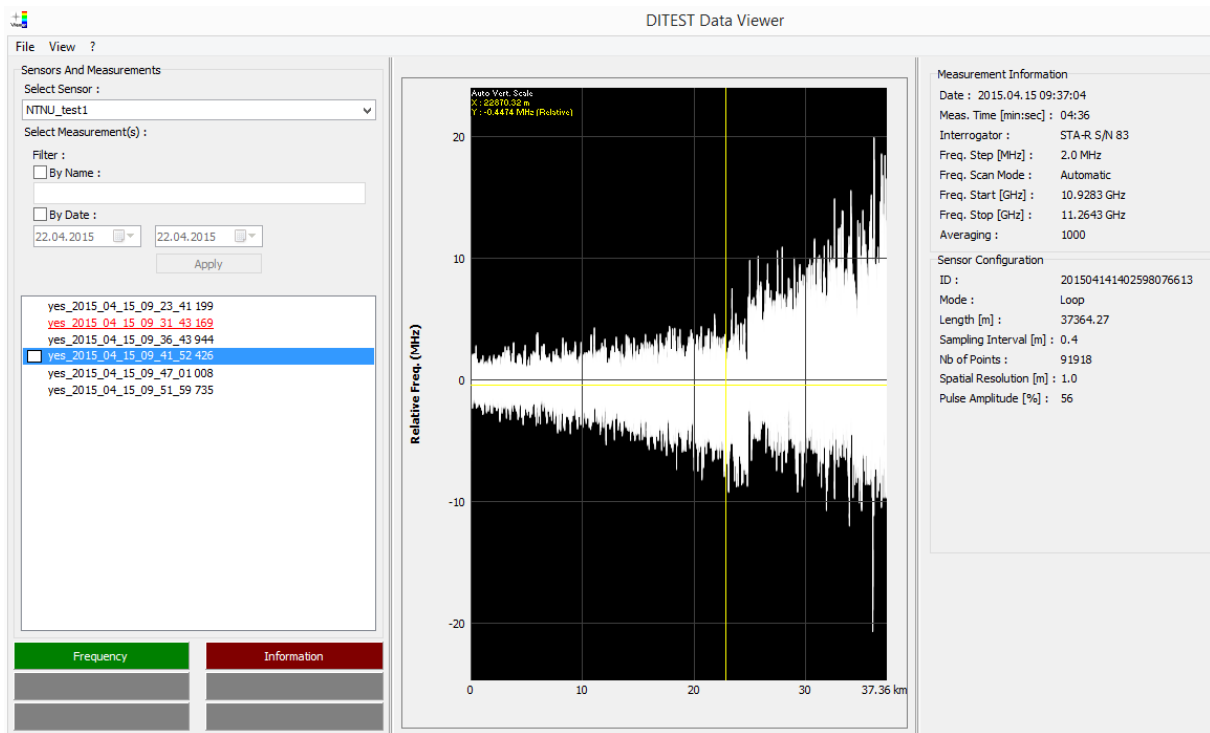 DITEST Data Viewer
File View ?
Sensors And Measurements
Select Sensor :
NTNU_test1
Select Measurement(s) :
Filter :
By Name :
By Date :
22.04.2015 22.04.2015
Apply
yes_2015_04_15_09_23_41 199
yes_2015_04_15_09_31_43 169
yes_2015_04_15_09_36_43 944
yes_2015_04_15_09_41_52 426
yes_2015_04_15_09_47_01 008
yes_2015_04_15_09_51_59 735
Frequency Information
Auto Vert. Scale
X : 22870.32 m
Y : -0.4474 MHz (Relative)
Relative Freq. (MHz)
20
10
0
-10
-20
0 10 20 30 37.36 km
Measurement Information
Date : 2015.04.15 09:37:04
Meas. Time [min:sec] : 04:36
Interrogator : STA-R S/N 83
Freq. Step [MHz] : 2.0 MHz
Freq. Scan Mode : Automatic
Freq. Start [GHz] : 10.9283 GHz
Freq. Stop [GHz] : 11.2643 GHz
Averaging : 1000
Sensor Configuration
ID : 201504141402598076613
Mode : Loop
Length [m] : 37364.27
Sampling Interval [m] : 0.4
Nb of Points : 91918
Spatial Resolution [m] : 1.0
Pulse Amplitude [%] : 56